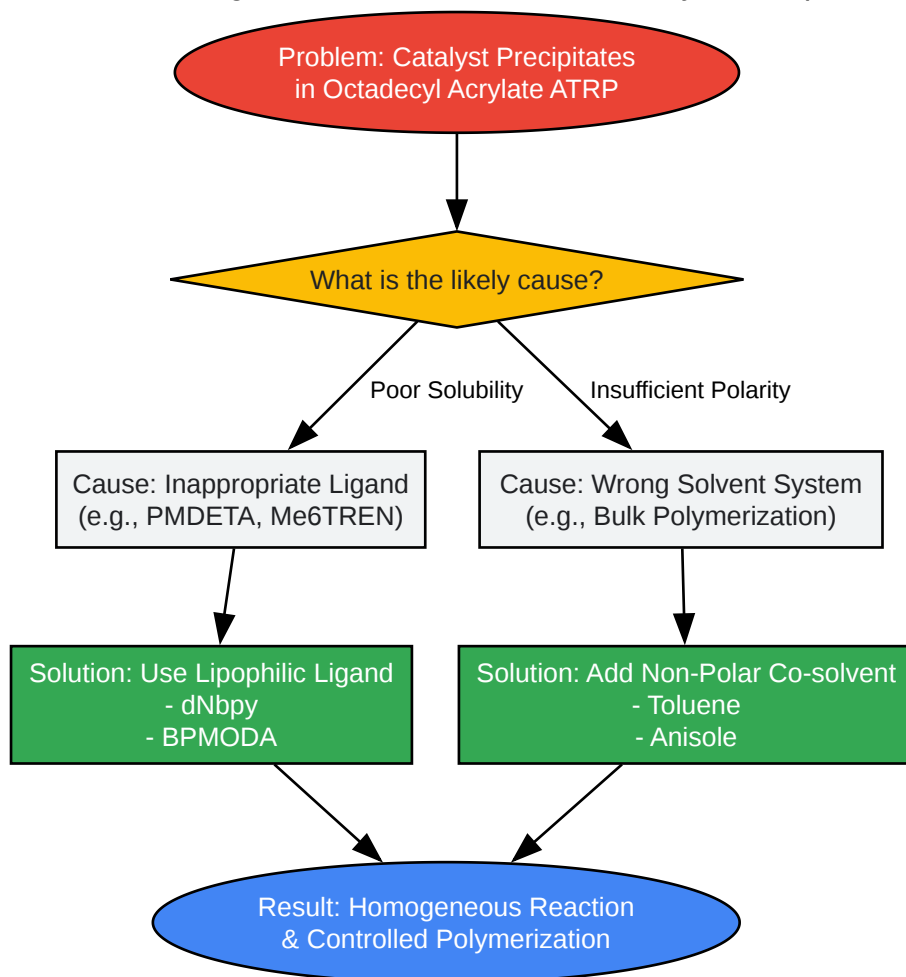 Problem: Catalyst Precipitates
in Octadecyl Acrylate ATRP
What is the likely cause?
Poor Solubility
Insufficient Polarity
Cause: Inappropriate Ligand
(e.g., PMDETA, Me6TREN)
Cause: Wrong Solvent System
(e.g., Bulk Polymerization)
Solution: Use Lipophilic Ligand
- dNbpy
- BPMODA
Solution: Add Non-Polar Co-solvent
- Toluene
- Anisole
Result: Homogeneous Reaction
& Controlled Polymerization